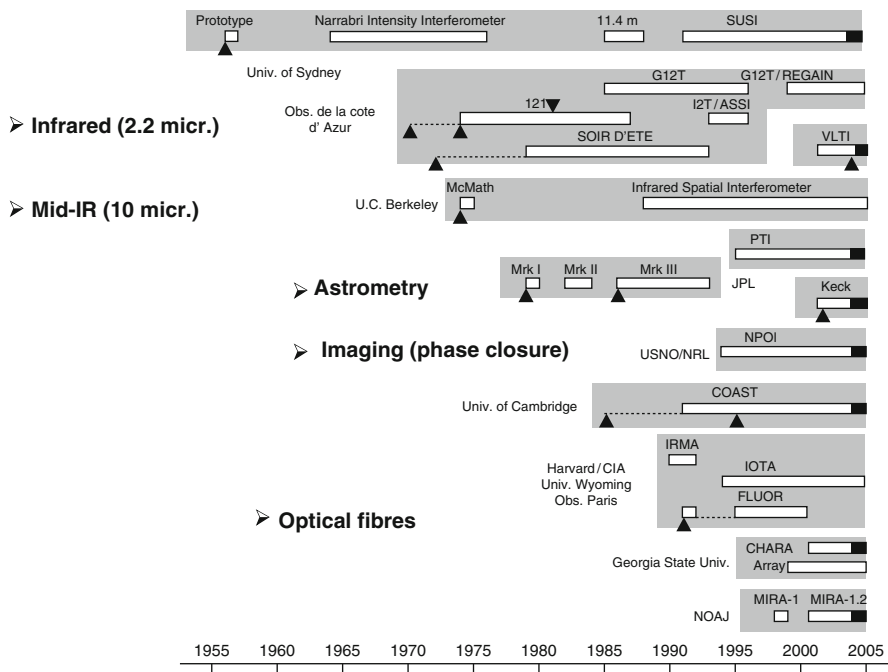 Prototype Narrabri Intensity Interferometer 11.4 m SUSI
Univ. of Sydney
G12T G12T/REGAIN
Obs. de la cote
d' Azur
121 I2T/ASSI
SOIR D'ETE
➢ Infrared (2.2 micr.)
VLTI
McMath Infrared Spatial Interferometer
U.C. Berkeley
➢ Mid-IR (10 micr.)
PTI
Mrk I Mrk II Mrk III
JPL
Keck
➢ Astrometry
NPOI
USNO/NRL
➢ Imaging (phase closure)
COAST
Univ. of Cambridge
IRMA
Harvard/CIA
Univ. Wyoming
Obs. Paris
IOTA
FLUOR
➢ Optical fibres
CHARA
Georgia State Univ.
Array
MIRA-1 MIRA-1.2
NOAJ
1955 1960 1965 1970 1975 1980 1985 1990 1995 2000 2005